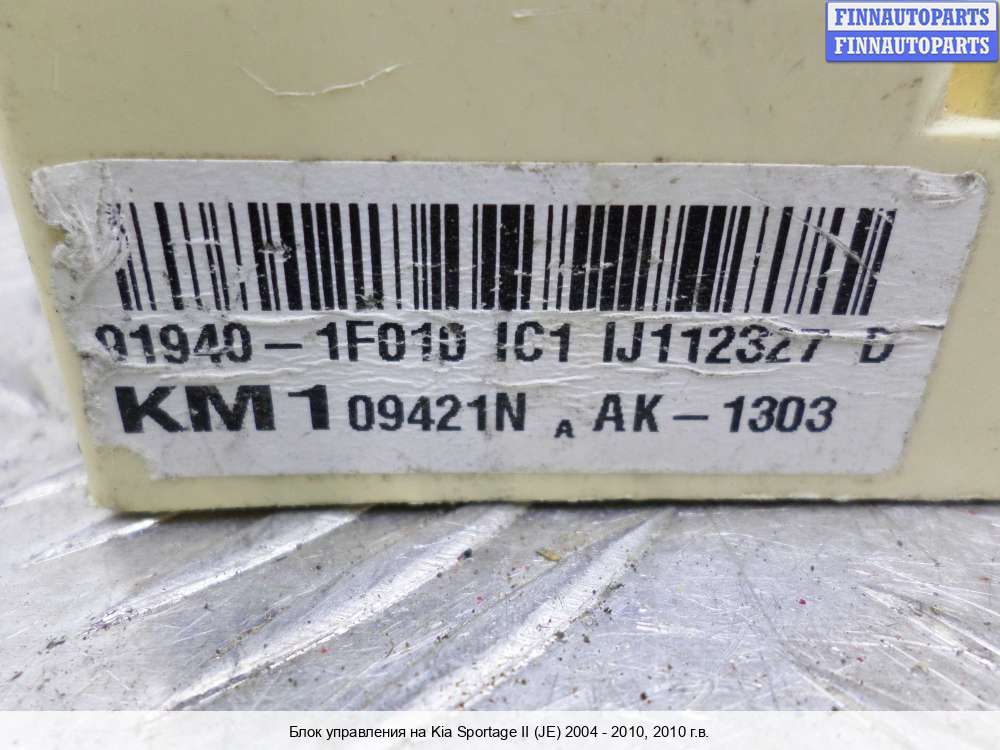 FINNAUTOPARTS
FINNAUTOPARTS
91940-1F010 IC1 IJ112327 D
KM1 09421N A AK-1303
Блок управления на Kia Sportage II (JE) 2004 - 2010, 2010 г.в.